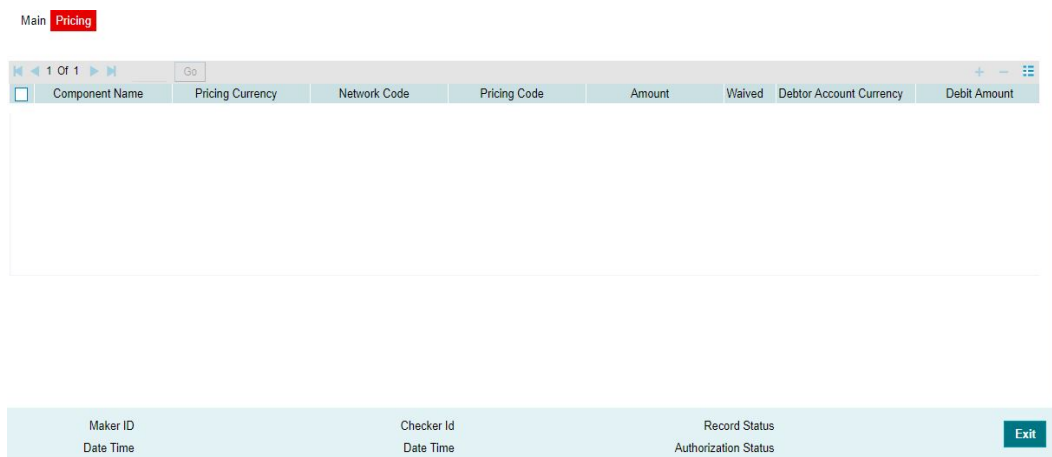 Main Pricing
1 Of 1 Go
Component Name Pricing Currency Network Code Pricing Code Amount Waived Debtor Account Currency Debit Amount
Maker ID Checker Id Record Status
Exit
Date Time Date Time Authorization Status